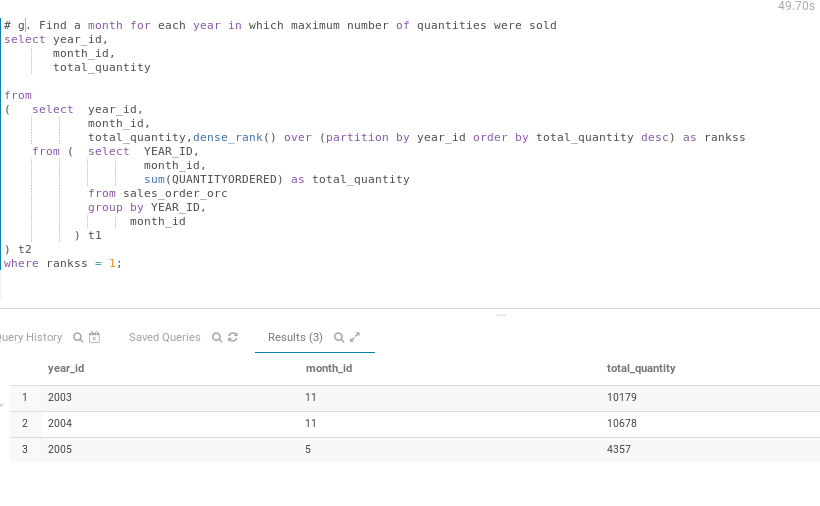 49.70s
# g. Find a month for each year in which maximum number of quantities were sold
select year_id,
month_id,
total_quantity
from
( select year_id,
month_id,
total_quantity,dense_rank() over (partition by year_id order by total_quantity desc) as rankss
from ( select YEAR_ID,
month_id,
sum(QUANTITYORDERED) as total_quantity
from sales_order_orc
group by YEAR_ID,
month_id
) t1
) t2
where rankss = 1;
uery History Saved Queries Results (3)
year_id month_id total_quantity
1 2003 11 10179
2 2004 11 10678
3 2005 5 4357